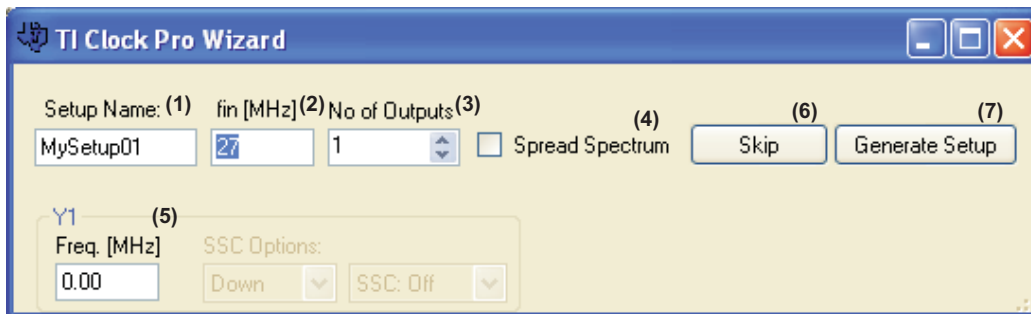 TI Clock Pro Wizard
Setup Name: (1) fin [MHz] (2) No of Outputs (3) (4) (6) (7)
MySetup01 27 1 Spread Spectrum Skip Generate Setup
Y1 (5)
Freq. [MHz] SSC Options:
0.00 Down SSC: Off